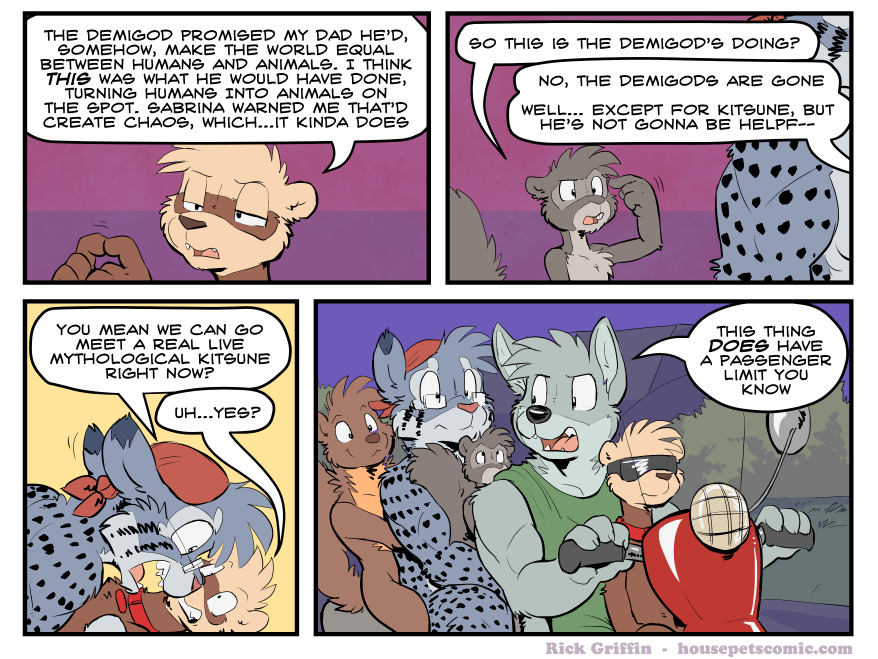 THE DEMIGOD PROMISED MY DAD HE'D,
SOMEHOW, MAKE THE WORLD EQUAL
BETWEEN HUMANS AND ANIMALS. I THINK
THIS WAS WHAT HE WOULD HAVE DONE,
TURNING HUMANS INTO ANIMALS ON
THE SPOT. SABRINA WARNED ME THAT'D
CREATE CHAOS, WHICH...IT KINDA DOES
SO THIS IS THE DEMIGOD'S DOING?
NO, THE DEMIGODS ARE GONE
WELL... EXCEPT FOR KITSUNE, BUT
HE'S NOT GONNA BE HELPF--
YOU MEAN WE CAN GO
MEET A REAL LIVE
MYTHOLOGICAL KITSUNE
RIGHT NOW?
UH...YES?
THIS THING
DOES HAVE
A PASSENGER
LIMIT YOU
KNOW
Rick Griffin - housepetscomic.com